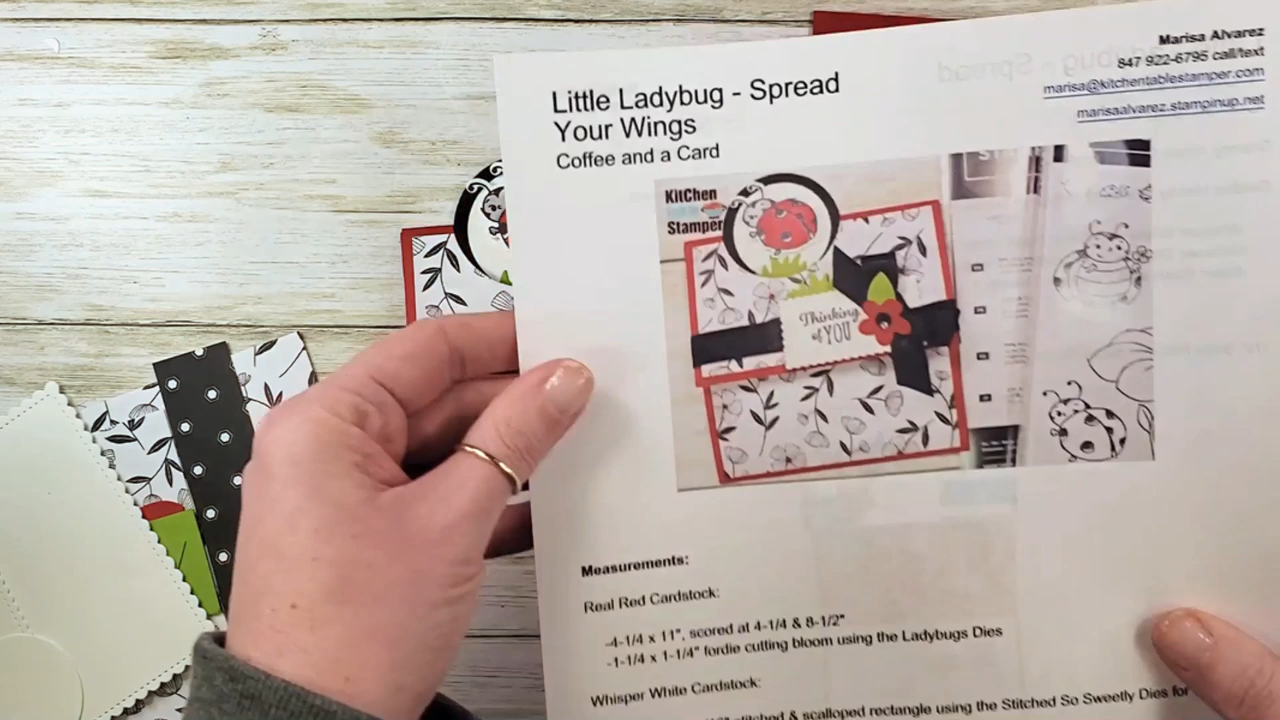 Marisa Alvarez
847 922-6795 call/text
marisa@kitchentablestamper.com
marisaalvarez.stampinup.net
Little Ladybug - Spread
Your Wings
Coffee and a Card
KitChen
Stamper
Thinking
of YOU
Measurements:
Real Red Cardstock:
-4-1/4 x 11", scored at 4-1/4 & 8-1/2"
-1-1/4 x 1-1/4" fordie cutting bloom using the Ladybugs Dies
Whisper White Cardstock:
stitched & scalloped rectangle using the Stitched So Sweetly Dies for